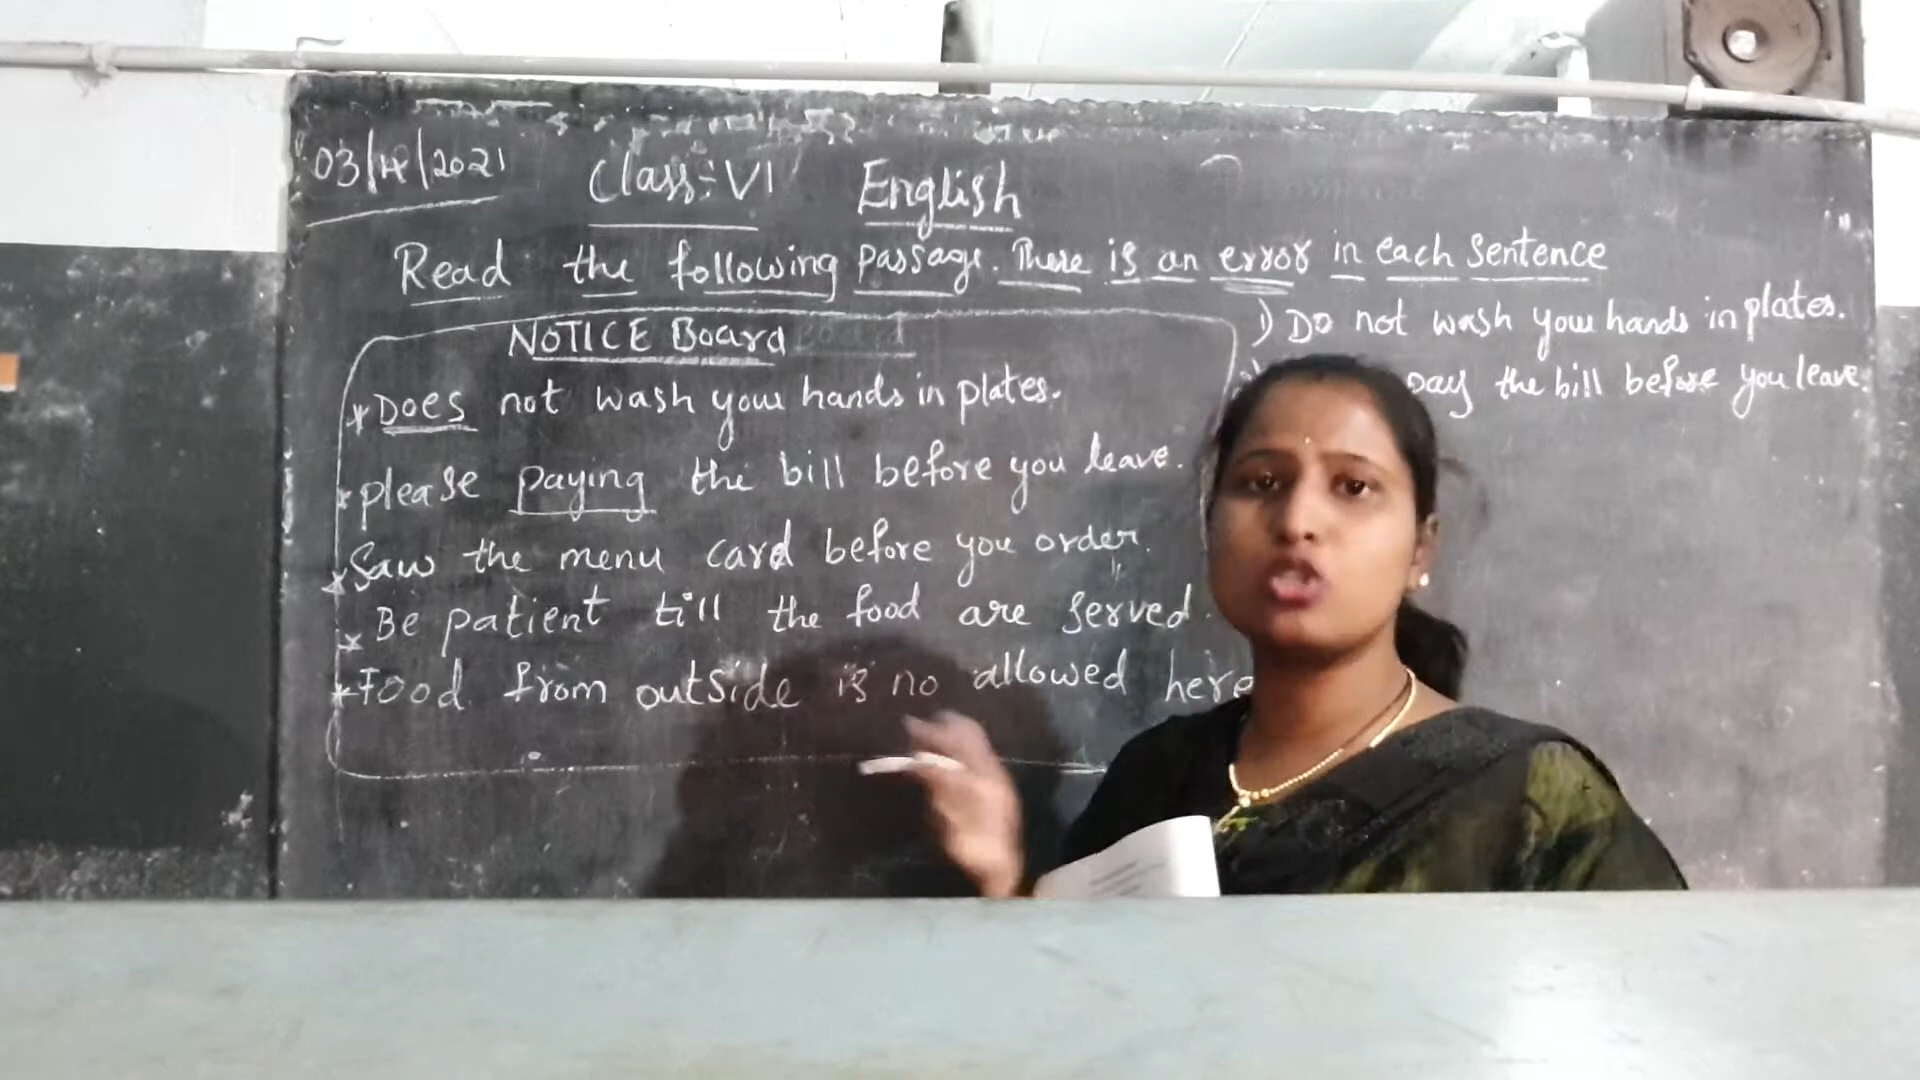 03/14/2021 Class:- VI English
Read the following passage. There is an error in each sentence
NOTICE Board
* Does not wash your hands in plates.
* please paying the bill before you leave.
* Saw the menu card before you order.
* Be patient till the food are served.
* Food from outside is no allowed here
1) Do not wash your hands in plates.
pay the bill before you leave.